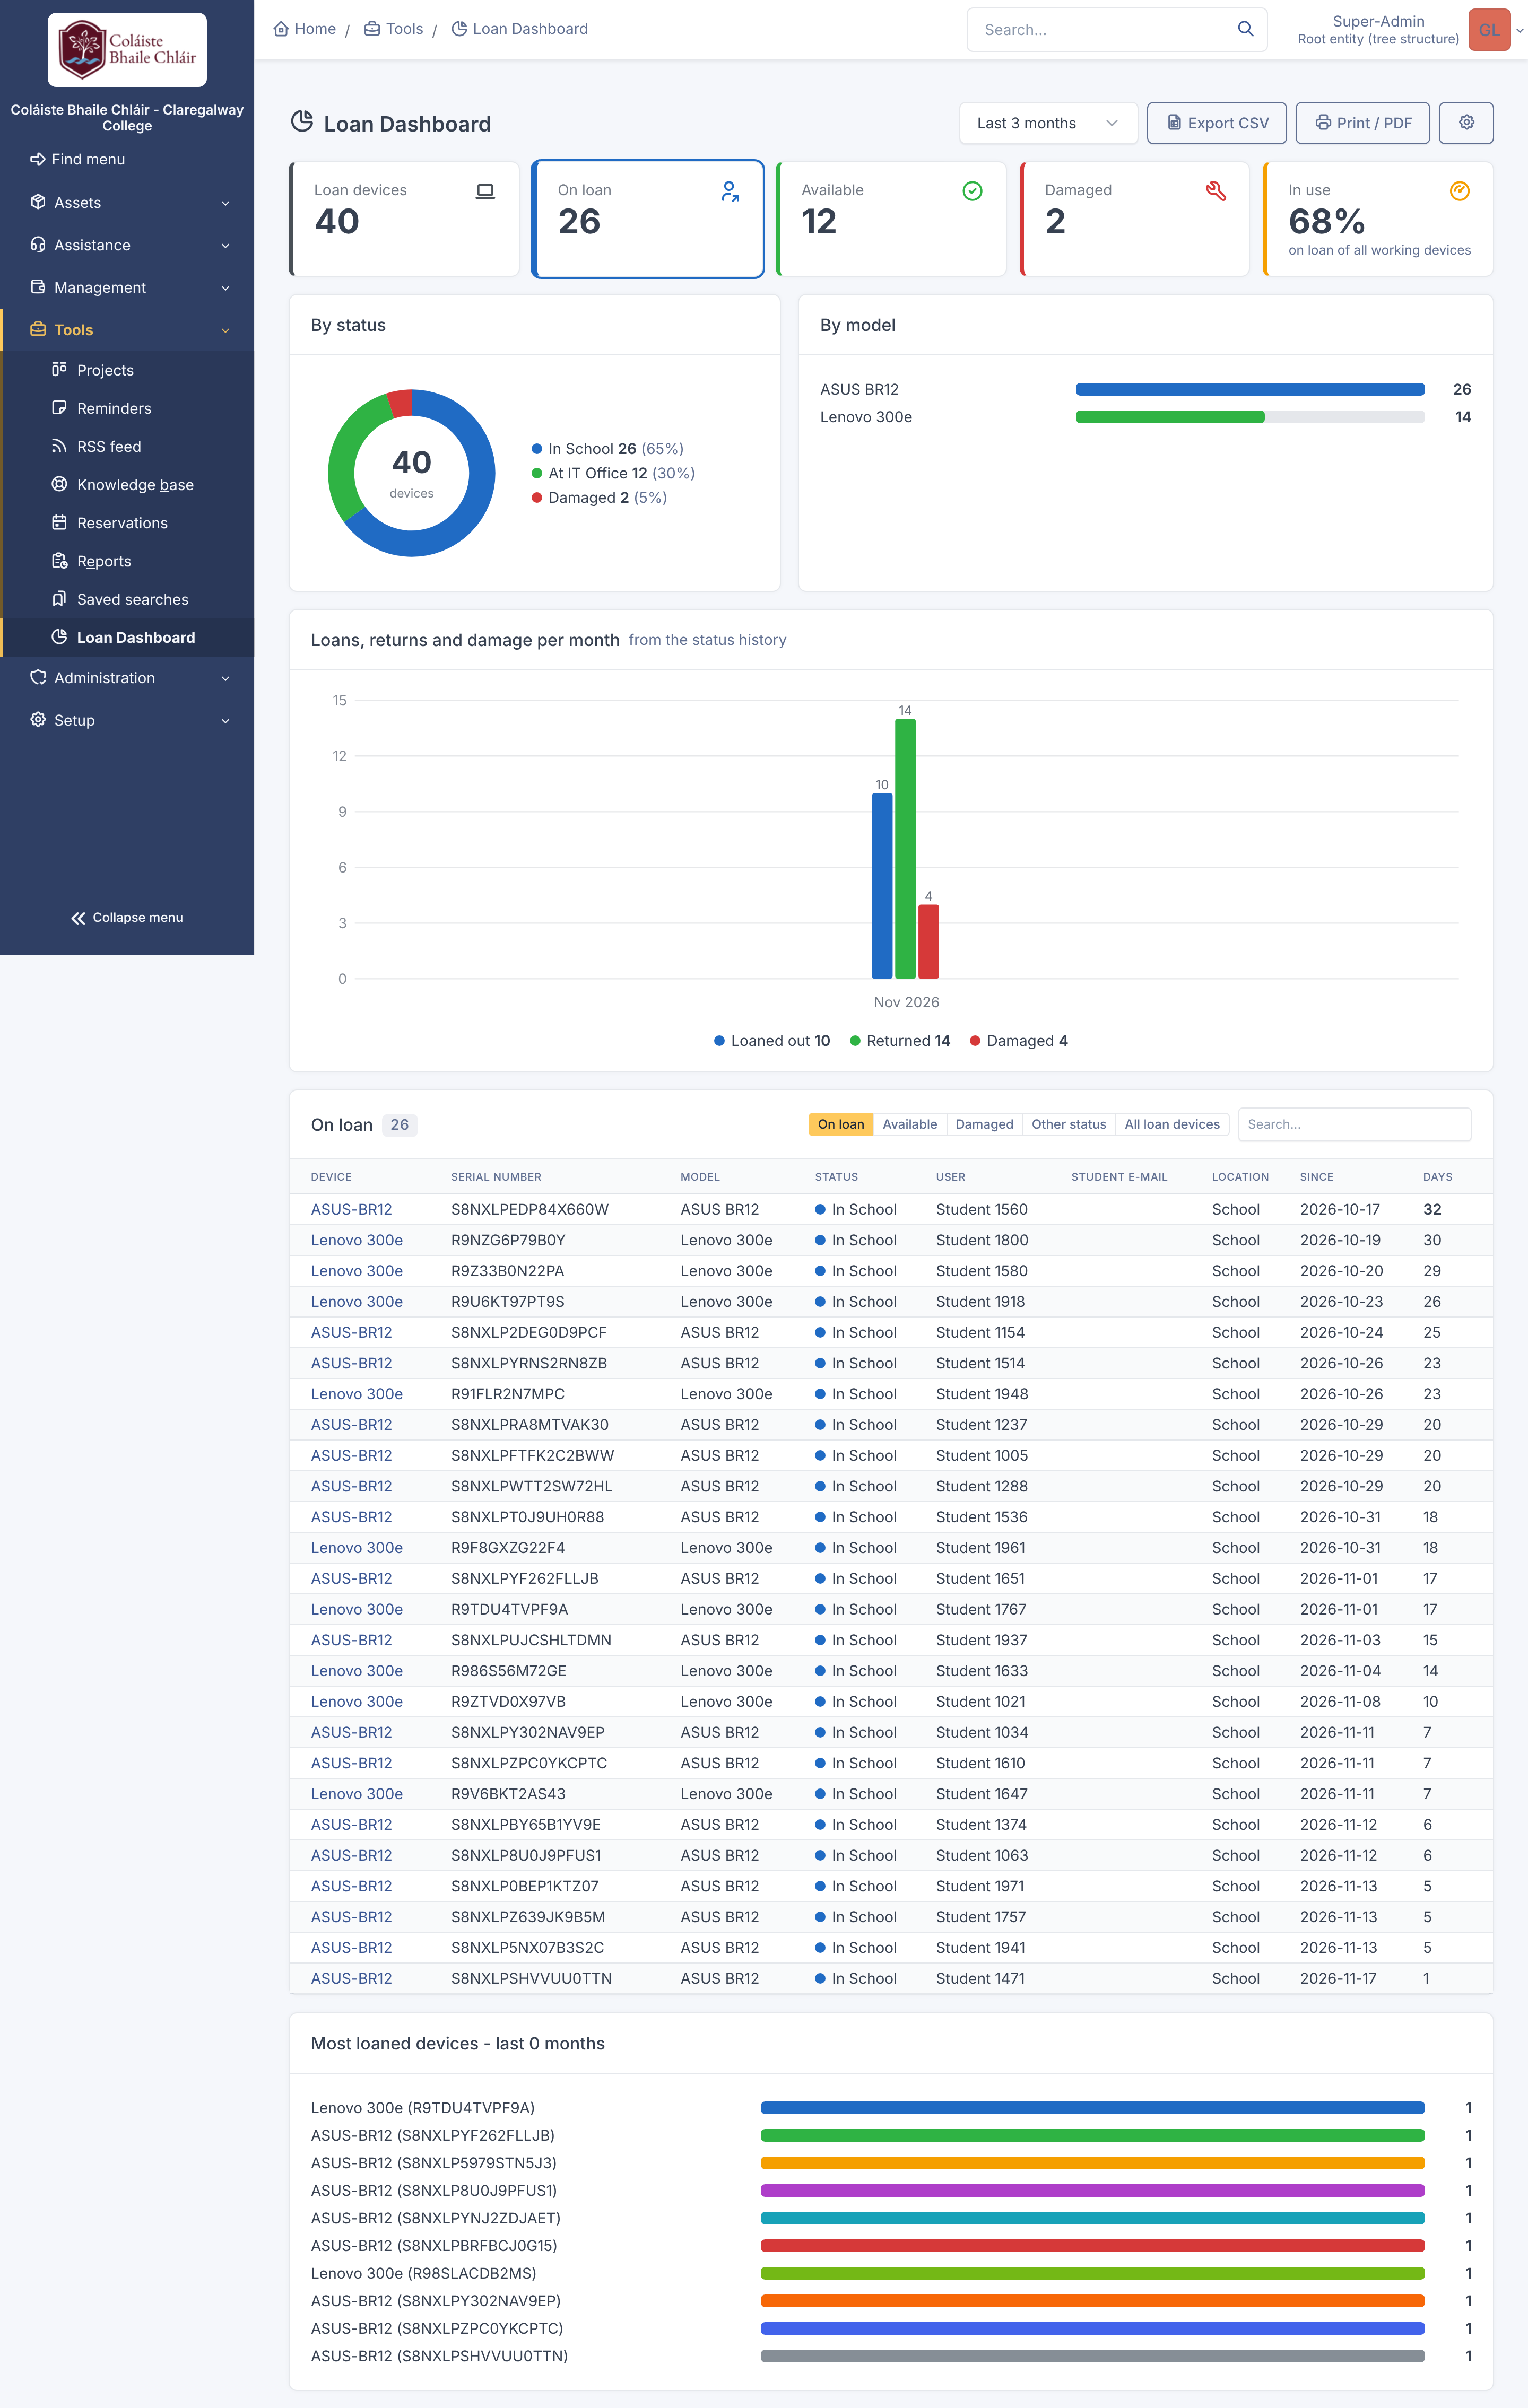 Coláiste
Bhaile Chláir
Coláiste Bhaile Chláir - Claregalway
College
Find menu
Assets
Assistance
Management
Tools
Projects
Reminders
RSS feed
Knowledge base
Reservations
Reports
Saved searches
Loan Dashboard
Administration
Setup
Collapse menu
Home / Tools / Loan Dashboard
Search...
Super-Admin
Root entity (tree structure)
GL
Loan Dashboard
Last 3 months
Export CSV
Print / PDF
Loan devices
40
On loan
26
Available
12
Damaged
2
In use
68%
on loan of all working devices
By status
40
devices
In School 26 (65%)
At IT Office 12 (30%)
Damaged 2 (5%)
By model
ASUS BR12 26
Lenovo 300e 14
Loans, returns and damage per month from the status history
15
12
9
6
3
0
10
14
4
Nov 2026
Loaned out 10 Returned 14 Damaged 4
On loan 26
On loan Available Damaged Other status All loan devices Search...
DEVICE SERIAL NUMBER MODEL STATUS USER STUDENT E-MAIL LOCATION SINCE DAYS
ASUS-BR12 S8NXLPEDP84X660W ASUS BR12 In School Student 1560 School 2026-10-17 32
Lenovo 300e R9NZG6P79B0Y Lenovo 300e In School Student 1800 School 2026-10-19 30
Lenovo 300e R9Z33B0N22PA Lenovo 300e In School Student 1580 School 2026-10-20 29
Lenovo 300e R9U6KT97PT9S Lenovo 300e In School Student 1918 School 2026-10-23 26
ASUS-BR12 S8NXLP2DEG0D9PCF ASUS BR12 In School Student 1154 School 2026-10-24 25
ASUS-BR12 S8NXLPYRNS2RN8ZB ASUS BR12 In School Student 1514 School 2026-10-26 23
Lenovo 300e R91FLR2N7MPC Lenovo 300e In School Student 1948 School 2026-10-26 23
ASUS-BR12 S8NXLPRA8MTVAK30 ASUS BR12 In School Student 1237 School 2026-10-29 20
ASUS-BR12 S8NXLPFTFK2C2BWW ASUS BR12 In School Student 1005 School 2026-10-29 20
ASUS-BR12 S8NXLPWTT2SW72HL ASUS BR12 In School Student 1288 School 2026-10-29 20
ASUS-BR12 S8NXLPT0J9UH0R88 ASUS BR12 In School Student 1536 School 2026-10-31 18
Lenovo 300e R9F8GXZG22F4 Lenovo 300e In School Student 1961 School 2026-10-31 18
ASUS-BR12 S8NXLPYF262FLLJB ASUS BR12 In School Student 1651 School 2026-11-01 17
Lenovo 300e R9TDU4TVPF9A Lenovo 300e In School Student 1767 School 2026-11-01 17
ASUS-BR12 S8NXLPUJCSHLTDMN ASUS BR12 In School Student 1937 School 2026-11-03 15
Lenovo 300e R986S56M72GE Lenovo 300e In School Student 1633 School 2026-11-04 14
Lenovo 300e R9ZTVD0X97VB Lenovo 300e In School Student 1021 School 2026-11-08 10
ASUS-BR12 S8NXLPY302NAV9EP ASUS BR12 In School Student 1034 School 2026-11-11 7
ASUS-BR12 S8NXLPZPC0YKCPTC ASUS BR12 In School Student 1610 School 2026-11-11 7
Lenovo 300e R9V6BKT2AS43 Lenovo 300e In School Student 1647 School 2026-11-11 7
ASUS-BR12 S8NXLPBY65B1YV9E ASUS BR12 In School Student 1374 School 2026-11-12 6
ASUS-BR12 S8NXLP8U0J9PFUS1 ASUS BR12 In School Student 1063 School 2026-11-12 6
ASUS-BR12 S8NXLP0BEP1KTZ07 ASUS BR12 In School Student 1971 School 2026-11-13 5
ASUS-BR12 S8NXLPZ639JK9B5M ASUS BR12 In School Student 1757 School 2026-11-13 5
ASUS-BR12 S8NXLP5NX07B3S2C ASUS BR12 In School Student 1941 School 2026-11-13 5
ASUS-BR12 S8NXLPSHVVUU0TTN ASUS BR12 In School Student 1471 School 2026-11-17 1
Most loaned devices - last 0 months
Lenovo 300e (R9TDU4TVPF9A) 1
ASUS-BR12 (S8NXLPYF262FLLJB) 1
ASUS-BR12 (S8NXLP5979STN5J3) 1
ASUS-BR12 (S8NXLP8U0J9PFUS1) 1
ASUS-BR12 (S8NXLPYNJ2ZDJAET) 1
ASUS-BR12 (S8NXLPBRFBCJ0G15) 1
Lenovo 300e (R98SLACDB2MS) 1
ASUS-BR12 (S8NXLPY302NAV9EP) 1
ASUS-BR12 (S8NXLPZPC0YKCPTC) 1
ASUS-BR12 (S8NXLPSHVVUU0TTN) 1